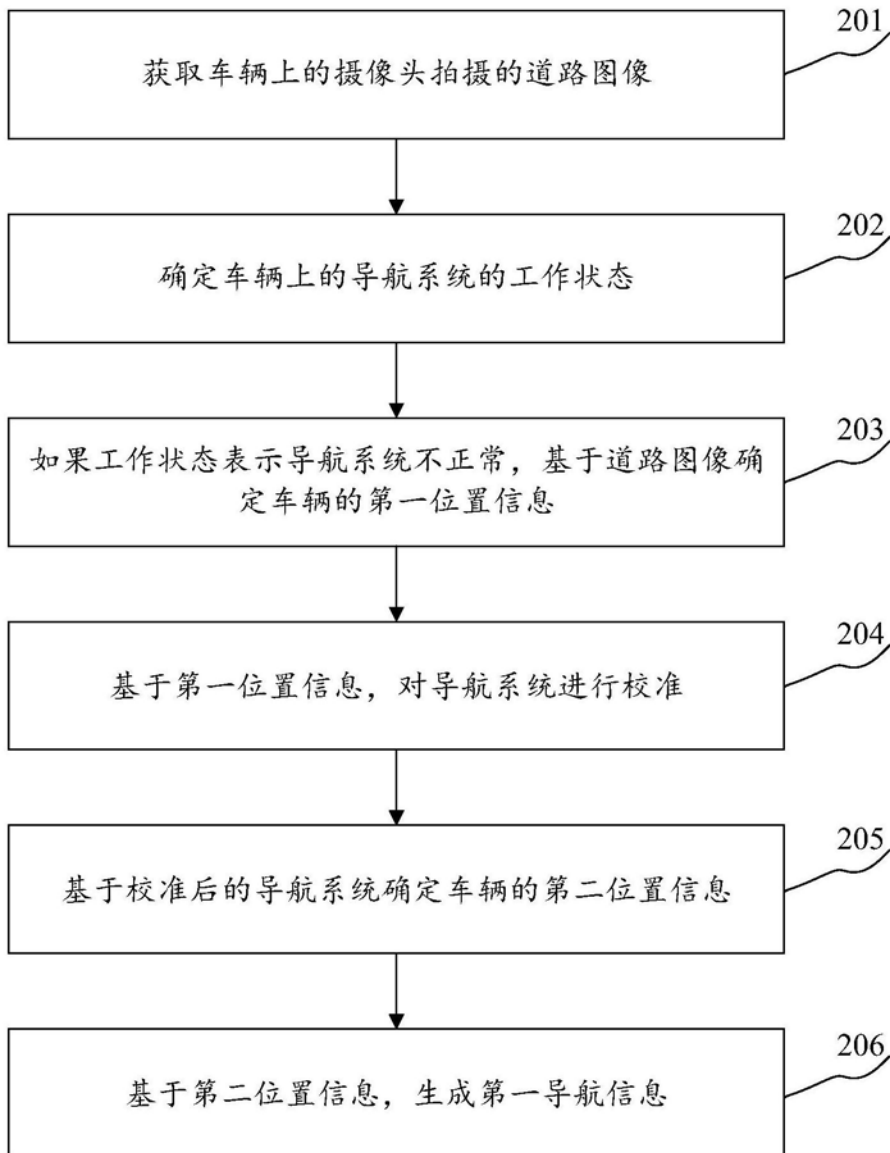 201
获取车辆上的摄像头拍摄的道路图像
202
确定车辆上的导航系统的工作状态
203
如果工作状态表示导航系统不正常，基于道路图像确
定车辆的第一位置信息
204
基于第一位置信息，对导航系统进行校准
205
基于校准后的导航系统确定车辆的第二位置信息
206
基于第二位置信息，生成第一导航信息